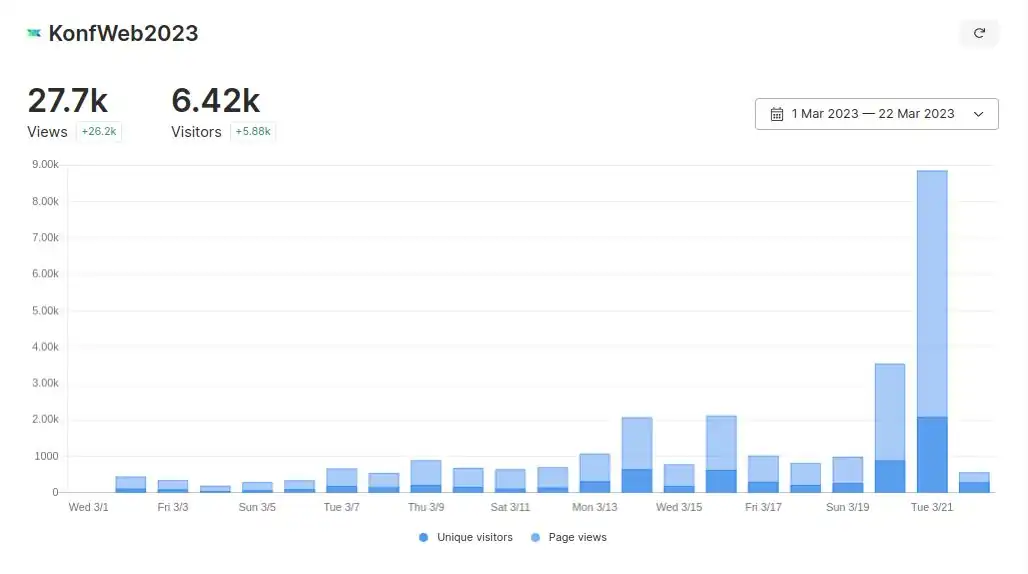 KonfWeb2023
27.7k
6.42k
Views +26.2k
Visitors +5.88k
1 Mar 2023 — 22 Mar 2023
9.00k
8.00k
7.00k
6.00k
5.00k
4.00k
3.00k
2.00k
1000
0
Wed 3/1 Fri 3/3 Sun 3/5 Tue 3/7 Thu 3/9 Sat 3/11 Mon 3/13 Wed 3/15 Fri 3/17 Sun 3/19 Tue 3/21
Unique visitors Page views